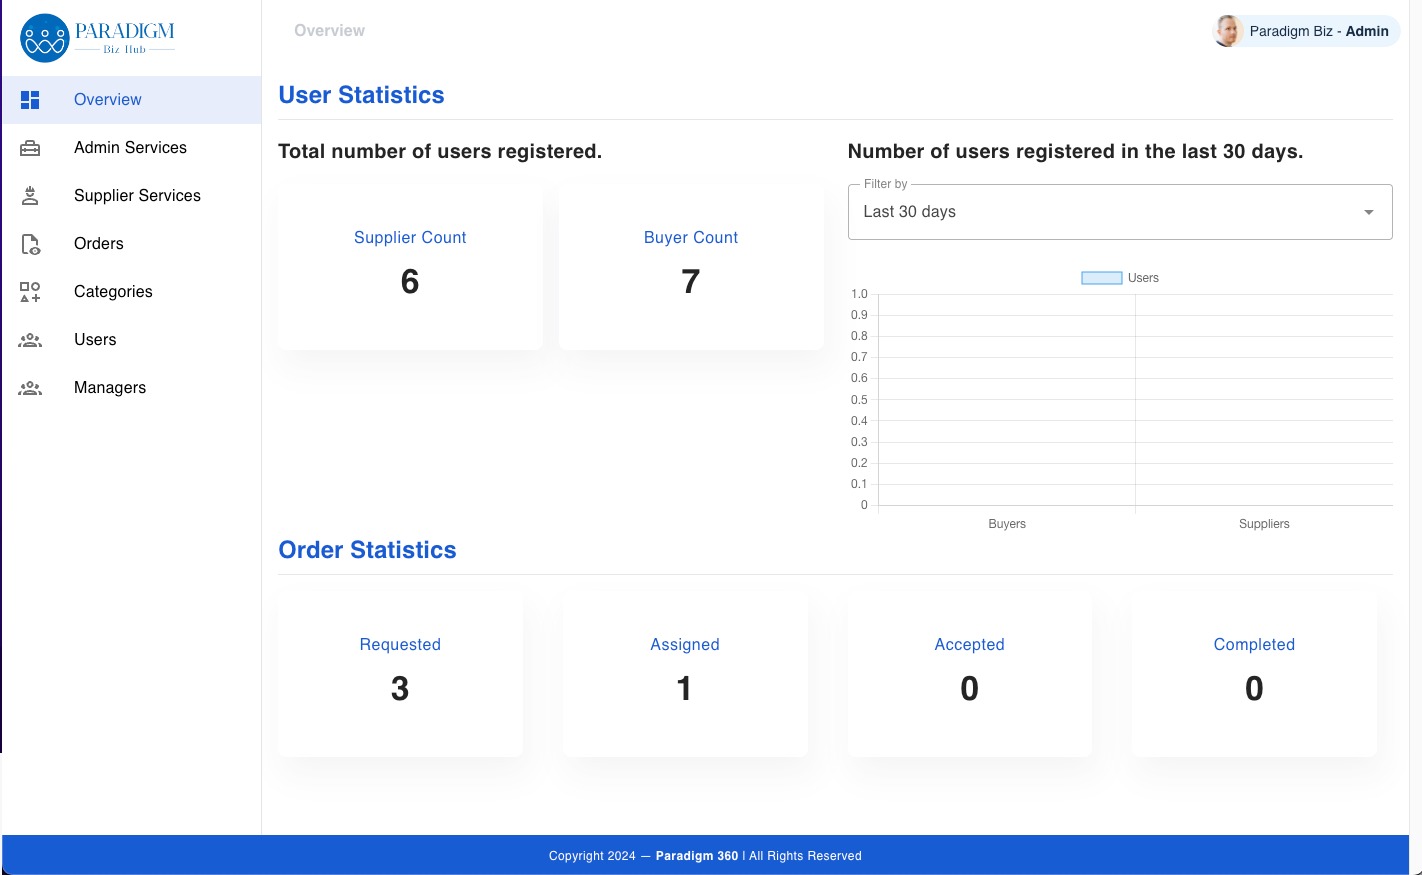 PARADIGM
Biz Hub
Overview
Paradigm Biz - Admin
Overview
Admin Services
Supplier Services
Orders
Categories
Users
Managers
User Statistics
Total number of users registered.
Supplier Count
6
Buyer Count
7
Number of users registered in the last 30 days.
Filter by
Last 30 days
Users
1.0
0.9
0.8
0.7
0.6
0.5
0.4
0.3
0.2
0.1
0
Buyers Suppliers
Order Statistics
Requested Assigned Accepted Completed
3 1 0 0
Copyright 2024 — Paradigm 360 | All Rights Reserved